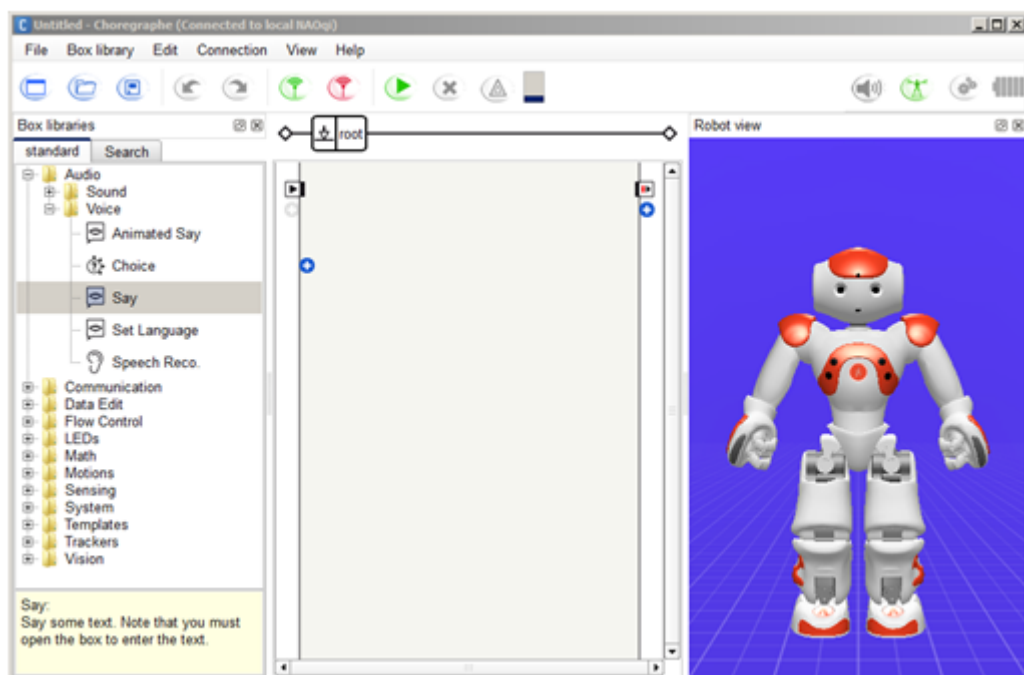 Untitled - Choregraphe (Connected to local NAOqi)
File Box library Edit Connection View Help
Box libraries
standard Search
Audio
Sound
Voice
Animated Say
Choice
Say
Set Language
Speech Reco.
Communication
Data Edit
Flow Control
LEDs
Math
Motions
Sensing
System
Templates
Trackers
Vision
Say:
Say some text. Note that you must
open the box to enter the text.
root
Robot view